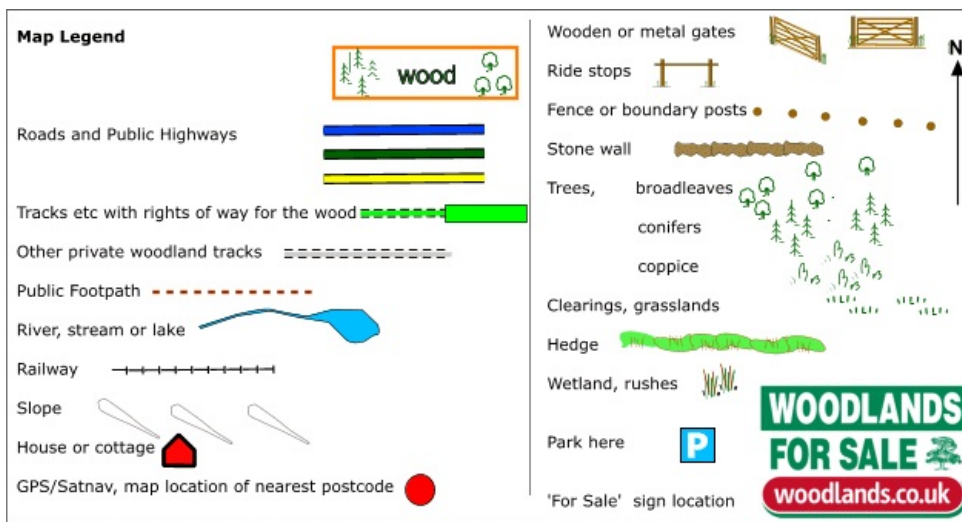 Map Legend
wood
Roads and Public Highways
Tracks etc with rights of way for the wood
Other private woodland tracks
Public Footpath
River, stream or lake
Railway
Slope
House or cottage
GPS/Satnav, map location of nearest postcode
Wooden or metal gates
N
Ride stops
Fence or boundary posts
Stone wall
Trees, broadleaves
conifers
coppice
Clearings, grasslands
Hedge
Wetland, rushes
Park here
P
'For Sale' sign location
WOODLANDS
FOR SALE
woodlands.co.uk